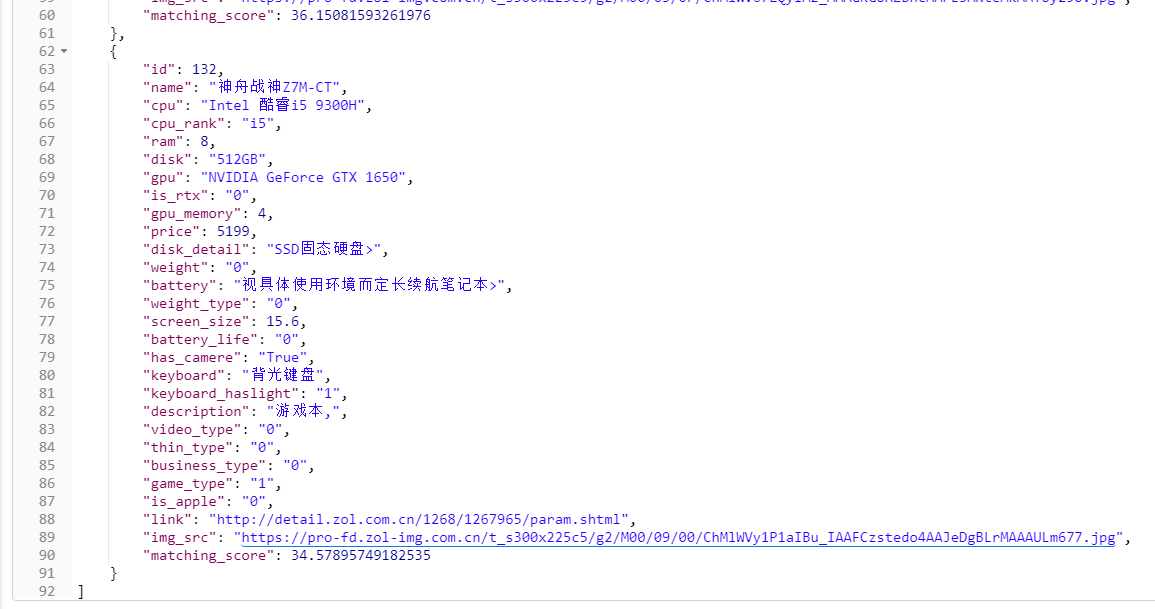 60 "matching_score": 36.15081593261976
61 },
62 {
63 "id": 132,
64 "name": "神舟战神Z7M-CT",
65 "cpu": "Intel 酷睿i5 9300H",
66 "cpu_rank": "i5",
67 "ram": 8,
68 "disk": "512GB",
69 "gpu": "NVIDIA GeForce GTX 1650",
70 "is_rtx": "0",
71 "gpu_memory": 4,
72 "price": 5199,
73 "disk_detail": "SSD固态硬盘>",
74 "weight": "0",
75 "battery": "视具体使用环境而定长续航笔记本>",
76 "weight_type": "0",
77 "screen_size": 15.6,
78 "battery_life": "0",
79 "has_camere": "True",
80 "keyboard": "背光键盘",
81 "keyboard_haslight": "1",
82 "description": "游戏本,",
83 "video_type": "0",
84 "thin_type": "0",
85 "business_type": "0",
86 "game_type": "1",
87 "is_apple": "0",
88 "link": "http://detail.zol.com.cn/1268/1267965/param.shtml",
89 "img_src": "https://pro-fd.zol-img.com.cn/t_s300x225c5/g2/M00/09/00/ChMlWVy1P1aIBu_IAAFCzstedo4AAJeDgBLrMAAAULm677.jpg",
90 "matching_score": 34.57895749182535
91 }
92 ]